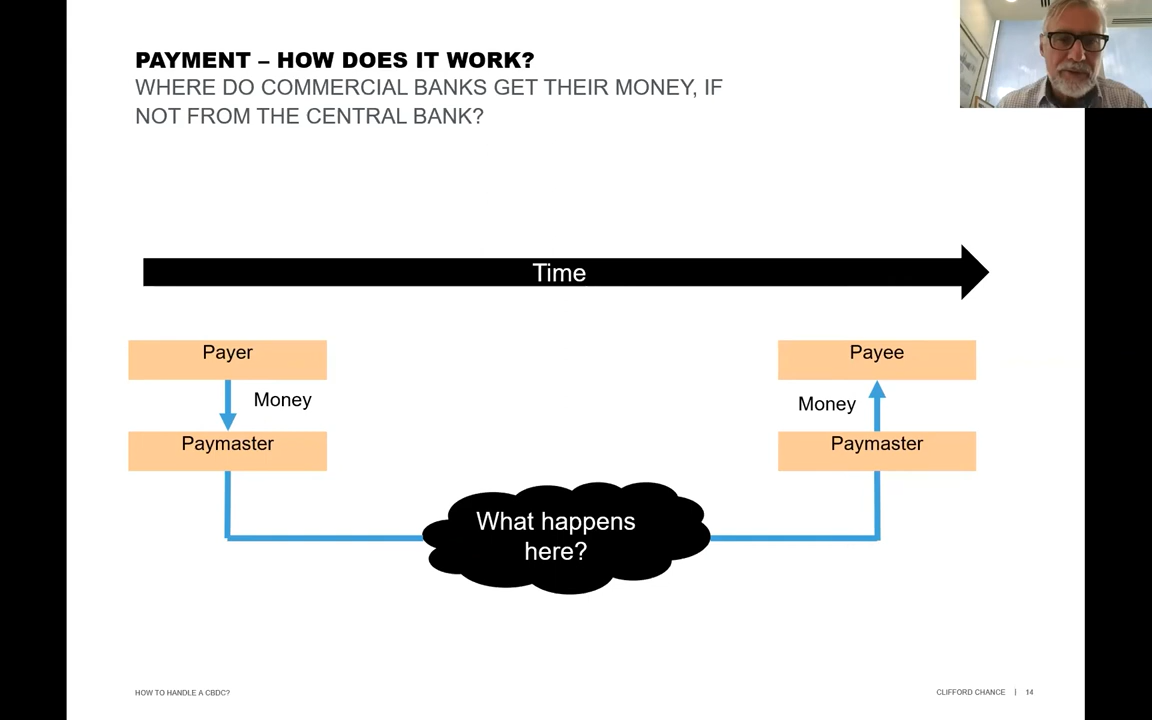 PAYMENT – HOW DOES IT WORK?
WHERE DO COMMERCIAL BANKS GET THEIR MONEY, IF
NOT FROM THE CENTRAL BANK?
Time
Payer
Payee
Money
Money
Paymaster
Paymaster
What happens
here?
HOW TO HANDLE A CBDC?
CLIFFORD CHANCE | 14